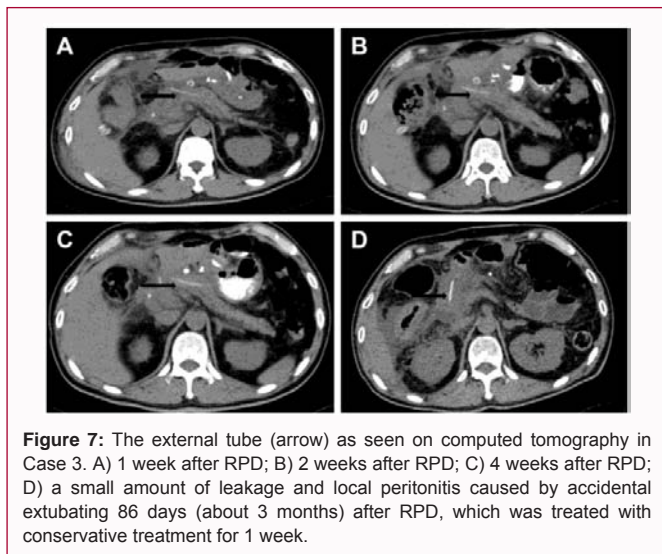 A
B
C
D
Figure 7: The external tube (arrow) as seen on computed tomography in
Case 3. A) 1 week after RPD; B) 2 weeks after RPD; C) 4 weeks after RPD;
D) a small amount of leakage and local peritonitis caused by accidental
extubating 86 days (about 3 months) after RPD, which was treated with
conservative treatment for 1 week.